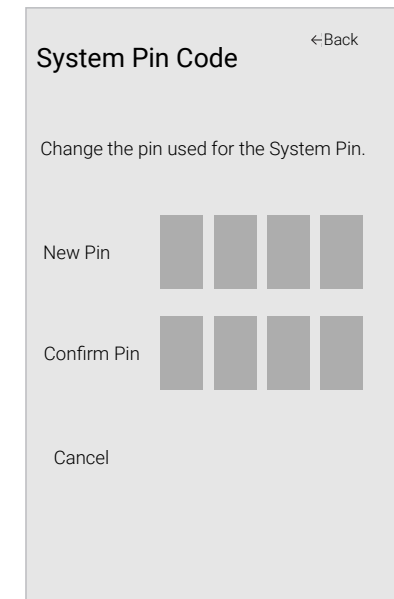 ←Back
System Pin Code
Change the pin used for the System Pin.
New Pin
Confirm Pin
Cancel